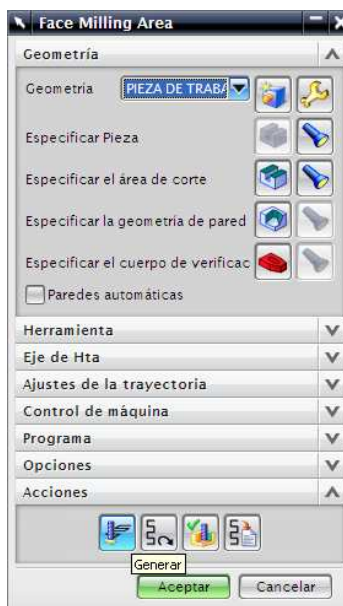 Face Milling Area
Geometría
Geometría PIEZA DE TRABA
Especificar Pieza
Especificar el área de corte
Especificar la geometría de pared
Especificar el cuerpo de verificac
Paredes automáticas
Herramienta
Eje de Hta
Ajustes de la trayectoria
Control de máquina
Programa
Opciones
Acciones
Generar
Aceptar Cancelar